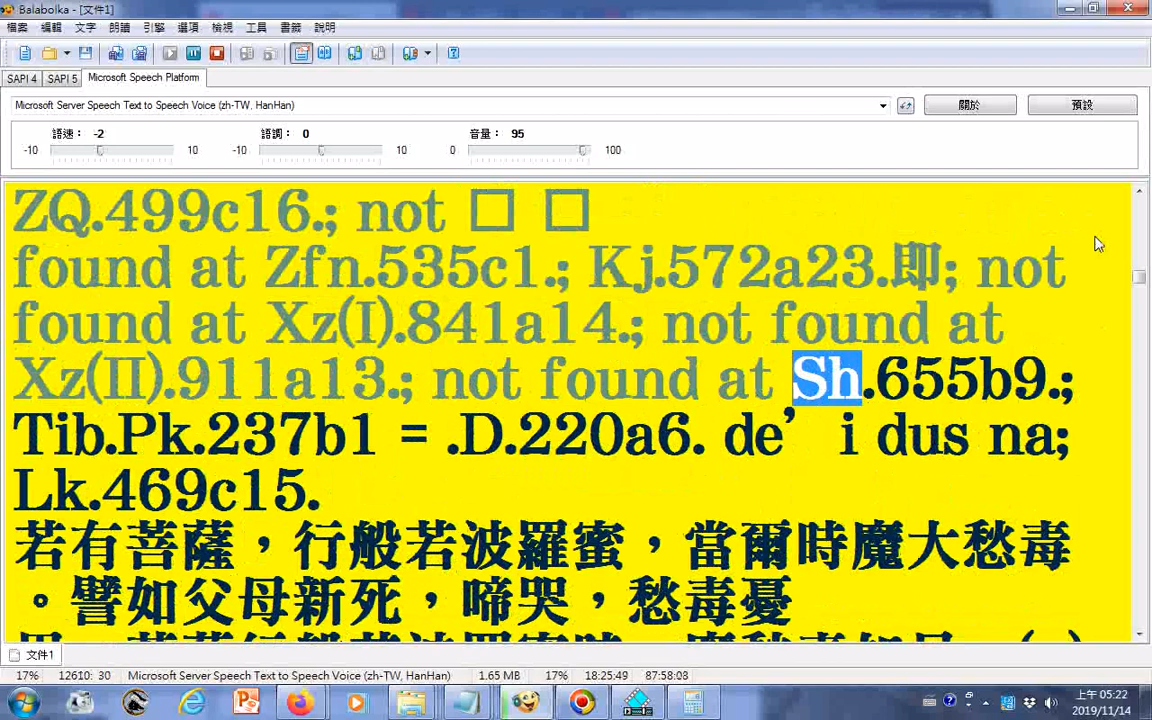 Balabolka - [文件1]
檔案 編輯 文字 朗讀 引擎 選項 檢視 工具 書籤 說明
SAPI 4 SAPI 5 Microsoft Speech Platform
Microsoft Server Speech Text to Speech Voice (zh-TW, HanHan) 關於 預設
語速： -2 語調： 0 音量： 95
-10 10 -10 10 0 100
ZQ.499c16.; not □ □
found at Zfn.535c1.; Kj.572a23.即; not
found at Xz(I).841a14.; not found at
Xz(II).911a13.; not found at Sh.655b9.;
Tib.Pk.237b1 = .D.220a6. de’ i dus na;
Lk.469c15.
若有菩薩，行般若波羅蜜，當爾時魔大愁毒
。譬如父母新死，啼哭，愁毒憂
文件1
17% 12610: 30 Microsoft Server Speech Text to Speech Voice (zh-TW, HanHan) 1.65 MB 17% 18:25:49 87:58:08
上午 05:22
2019/11/14